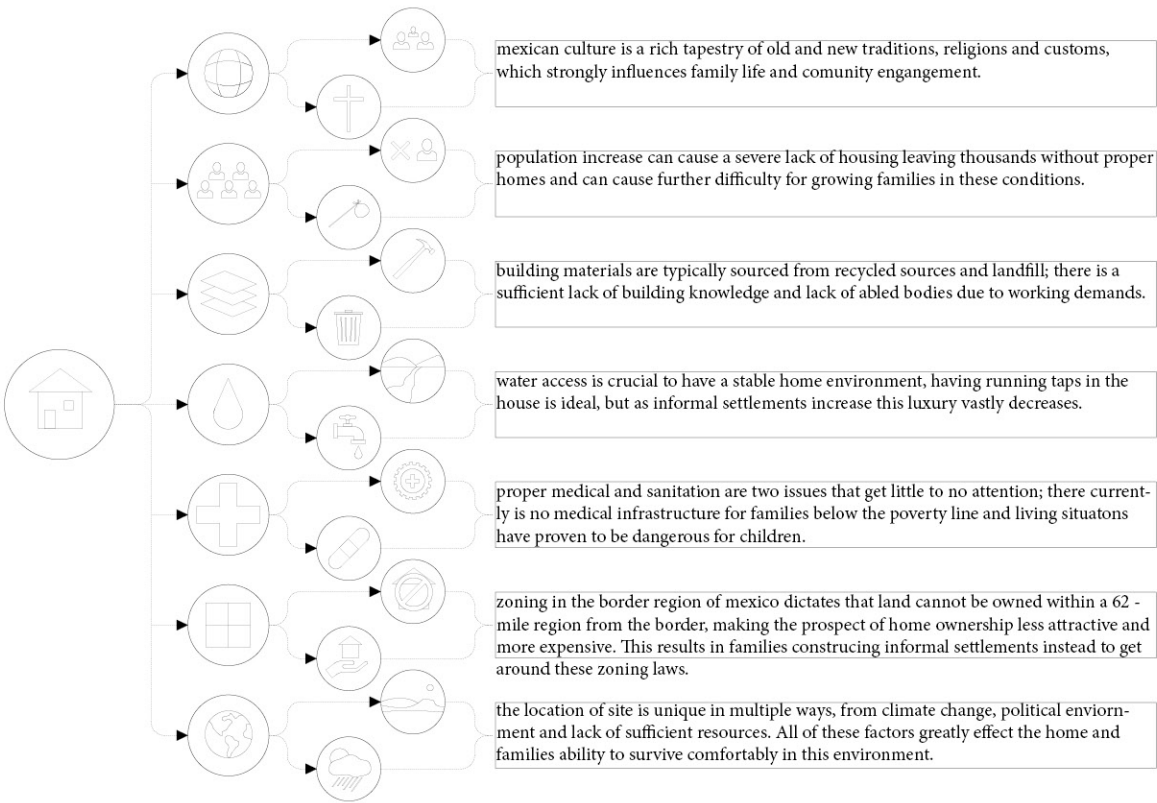 mexican culture is a rich tapestry of old and new traditions, religions and customs,
which strongly influences family life and comunity engangement.
population increase can cause a severe lack of housing leaving thousands without proper
homes and can cause further difficulty for growing families in these conditions.
building materials are typically sourced from recycled sources and landfill; there is a
sufficient lack of building knowledge and lack of abled bodies due to working demands.
water access is crucial to have a stable home environment, having running taps in the
house is ideal, but as informal settlements increase this luxury vastly decreases.
proper medical and sanitation are two issues that get little to no attention; there current-
ly is no medical infrastructure for families below the poverty line and living situatons
have proven to be dangerous for children.
zoning in the border region of mexico dictates that land cannot be owned within a 62 -
mile region from the border, making the prospect of home ownership less attractive and
more expensive. This results in families construcing informal settlements instead to get
around these zoning laws.
the location of site is unique in multiple ways, from climate change, political enviorn-
ment and lack of sufficient resources. All of these factors greatly effect the home and
families ability to survive comfortably in this environment.